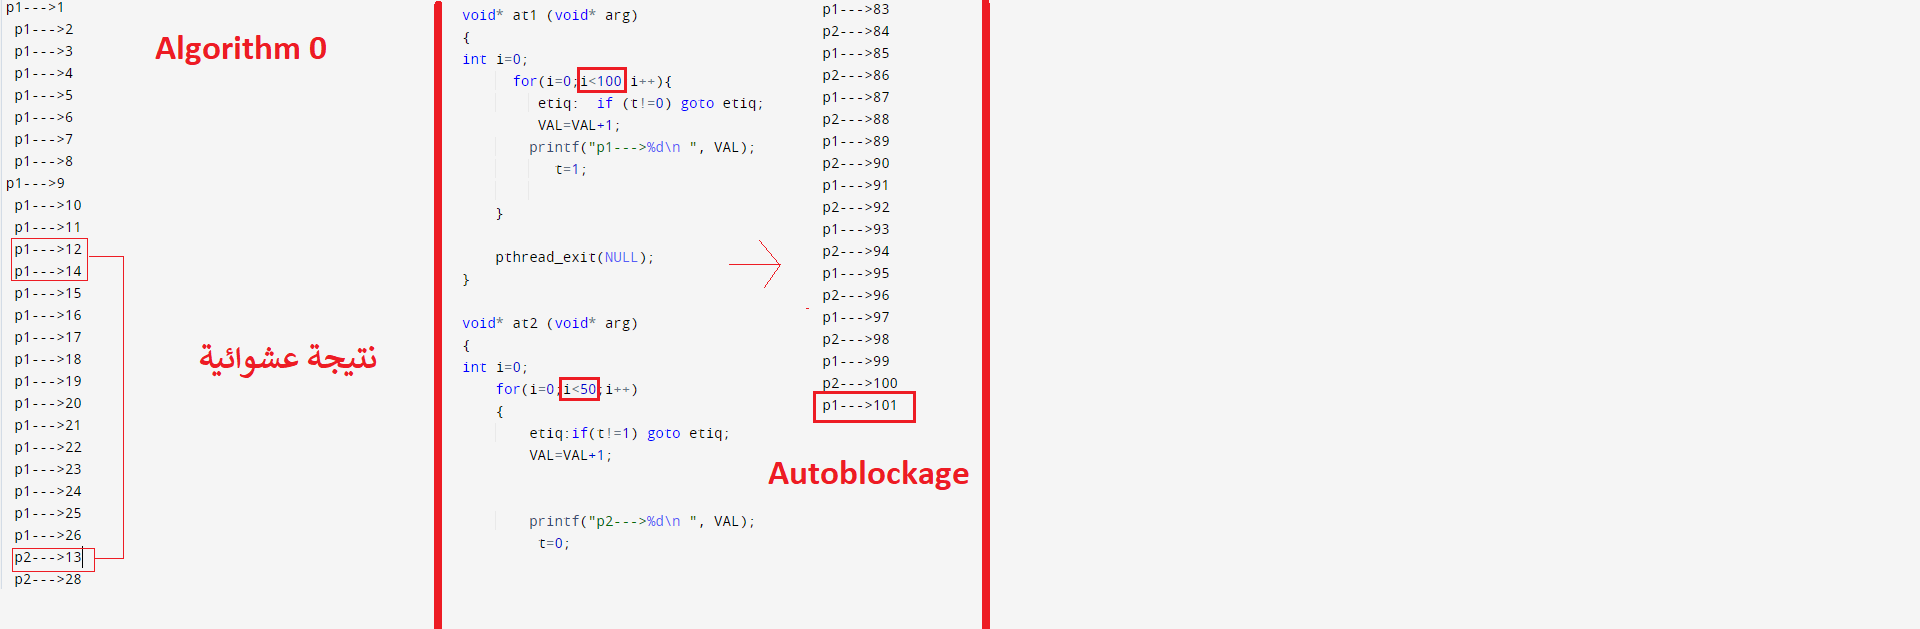 p1--->1
p1--->2
p1--->3
p1--->4
p1--->5
p1--->6
p1--->7
p1--->8
p1--->9
p1--->10
p1--->11
p1--->12
p1--->14
p1--->15
p1--->16
p1--->17
p1--->18
p1--->19
p1--->20
p1--->21
p1--->22
p1--->23
p1--->24
p1--->25
p1--->26
p2--->13
p2--->28
Algorithm 0
نتيجة عشوائية
void* at1 (void* arg)
{
int i=0;
for(i=0;i<100;i++){
etiq:  if (t!=0) goto etiq;
VAL=VAL+1;
printf("p1--->%d\n ", VAL);
t=1;
}
pthread_exit(NULL);
}
void* at2 (void* arg)
{
int i=0;
for(i=0;i<50;i++)
{
etiq:if(t!=1) goto etiq;
VAL=VAL+1;
printf("p2--->%d\n ", VAL);
t=0;
p1--->83
p2--->84
p1--->85
p2--->86
p1--->87
p2--->88
p1--->89
p2--->90
p1--->91
p2--->92
p1--->93
p2--->94
p1--->95
p2--->96
p1--->97
p2--->98
p1--->99
p2--->100
p1--->101
Autoblockage